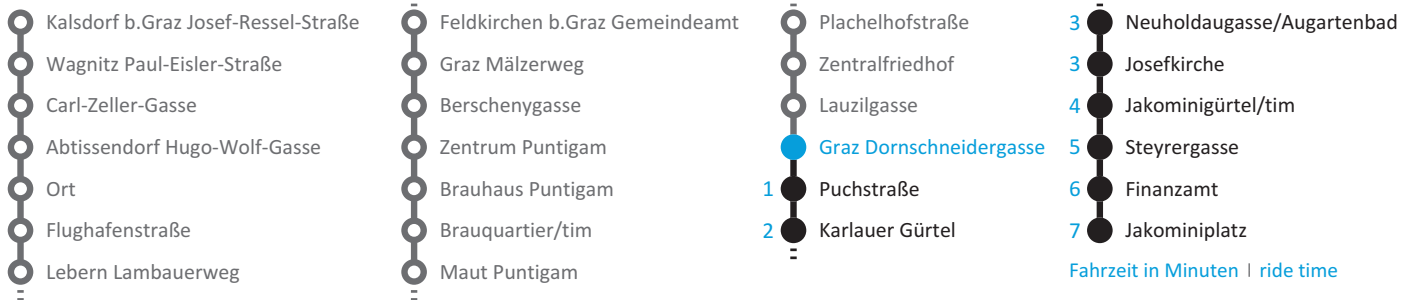 Kalsdorf b.Graz Josef-Ressel-Straße
Wagnitz Paul-Eisler-Straße
Carl-Zeller-Gasse
Abtissendorf Hugo-Wolf-Gasse
Ort
Flughafenstraße
Lebern Lambauerweg
Feldkirchen b.Graz Gemeindeamt
Graz Mälzerweg
Berschenygasse
Zentrum Puntigam
Brauhaus Puntigam
Brauquartier/tim
Maut Puntigam
Plachelhofstraße
Zentralfriedhof
Lauzilgasse
Graz Dornschneidergasse
1 Puchstraße
2 Karlauer Gürtel
3 Neuholdaugasse/Augartenbad
3 Josefkirche
4 Jakominigürtel/tim
5 Steyrergasse
6 Finanzamt
7 Jakominiplatz
Fahrzeit in Minuten | ride time